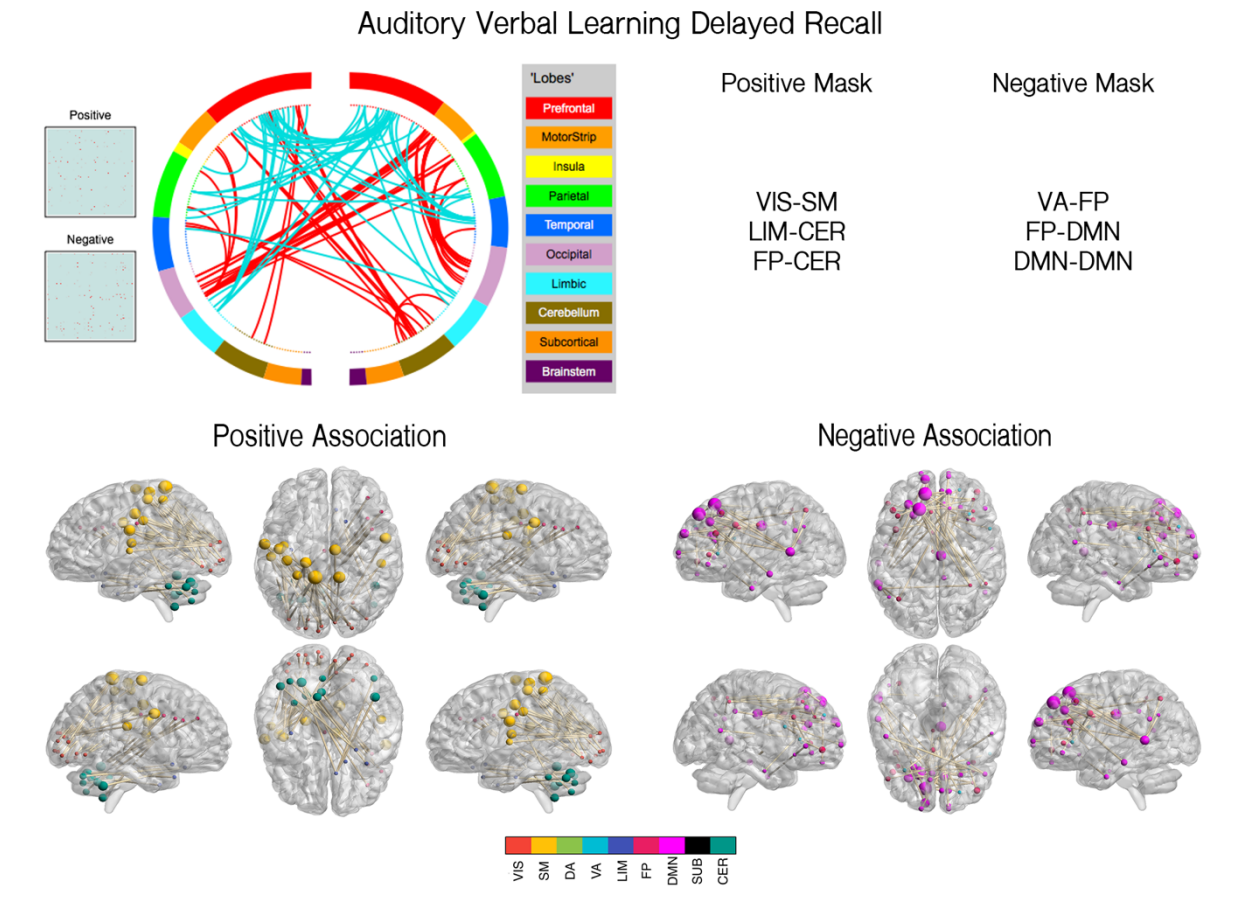 Auditory Verbal Learning Delayed Recall
Positive
Negative
'Lobes'
Prefrontal
MotorStrip
Insula
Parietal
Temporal
Occipital
Limbic
Cerebellum
Subcortical
Brainstem
Positive Mask
VIS-SM
LIM-CER
FP-CER
Negative Mask
VA-FP
FP-DMN
DMN-DMN
Positive Association
Negative Association
VIS
SM
DA
VA
LIM
FP
DMN
SUB
CER